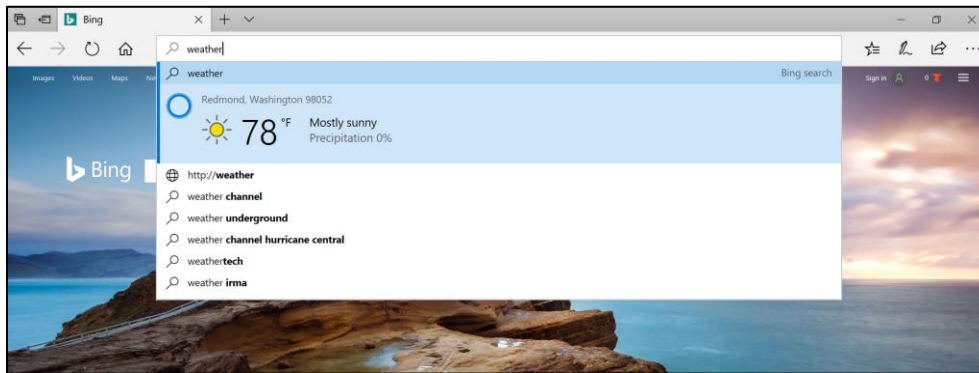 Bing
weather
Images Videos Maps
weather Bing search
Sign in 0
Redmond, Washington 98052
78 °F Mostly sunny
Precipitation 0%
Bing
http://weather
weather channel
weather underground
weather channel hurricane central
weathertech
weather irma